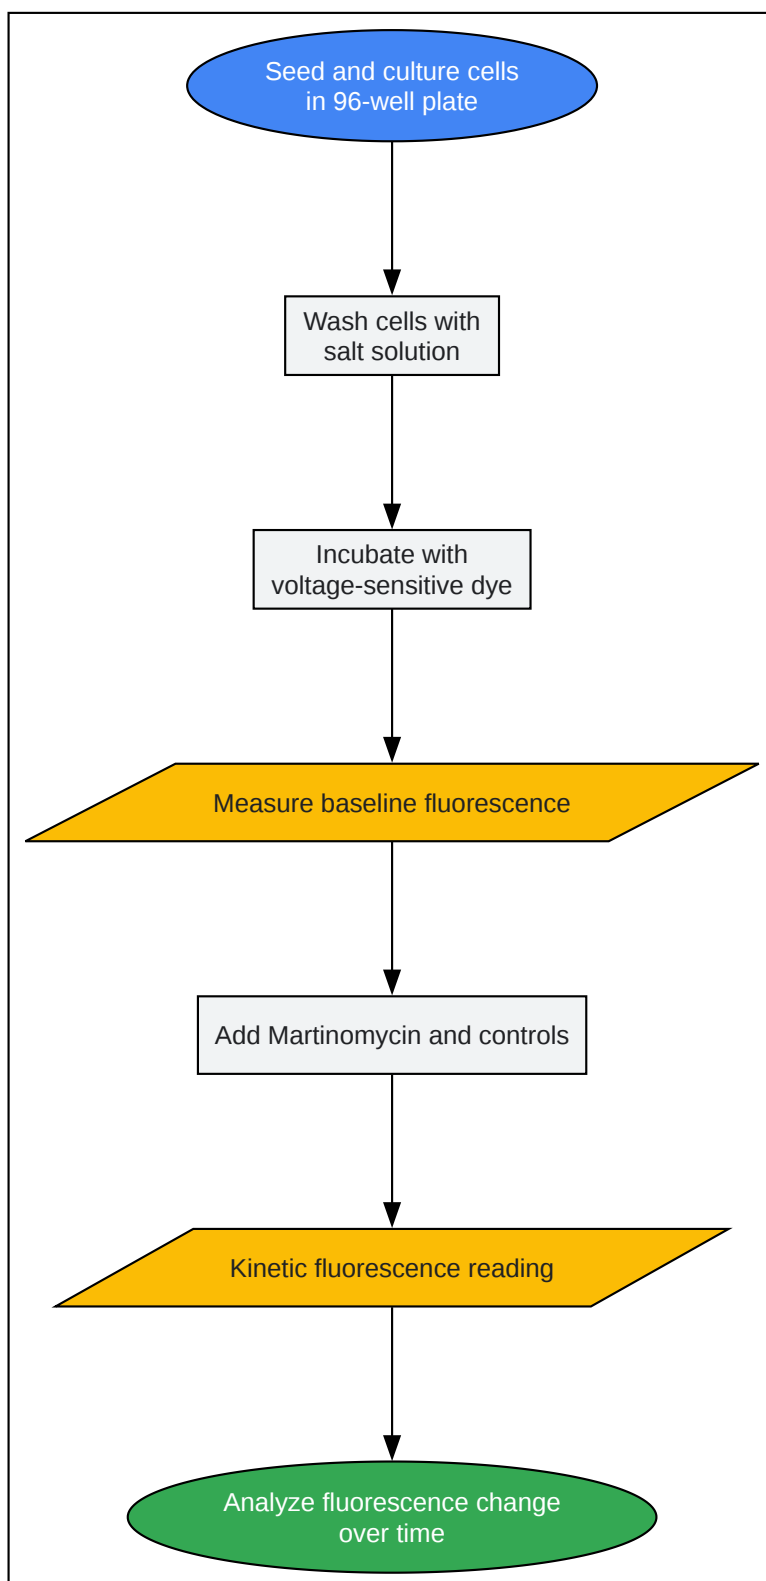 Seed and culture cells
in 96-well plate
Wash cells with
salt solution
Incubate with
voltage-sensitive dye
Measure baseline fluorescence
Add Martinomycin and controls
Kinetic fluorescence reading
Analyze fluorescence change
over time